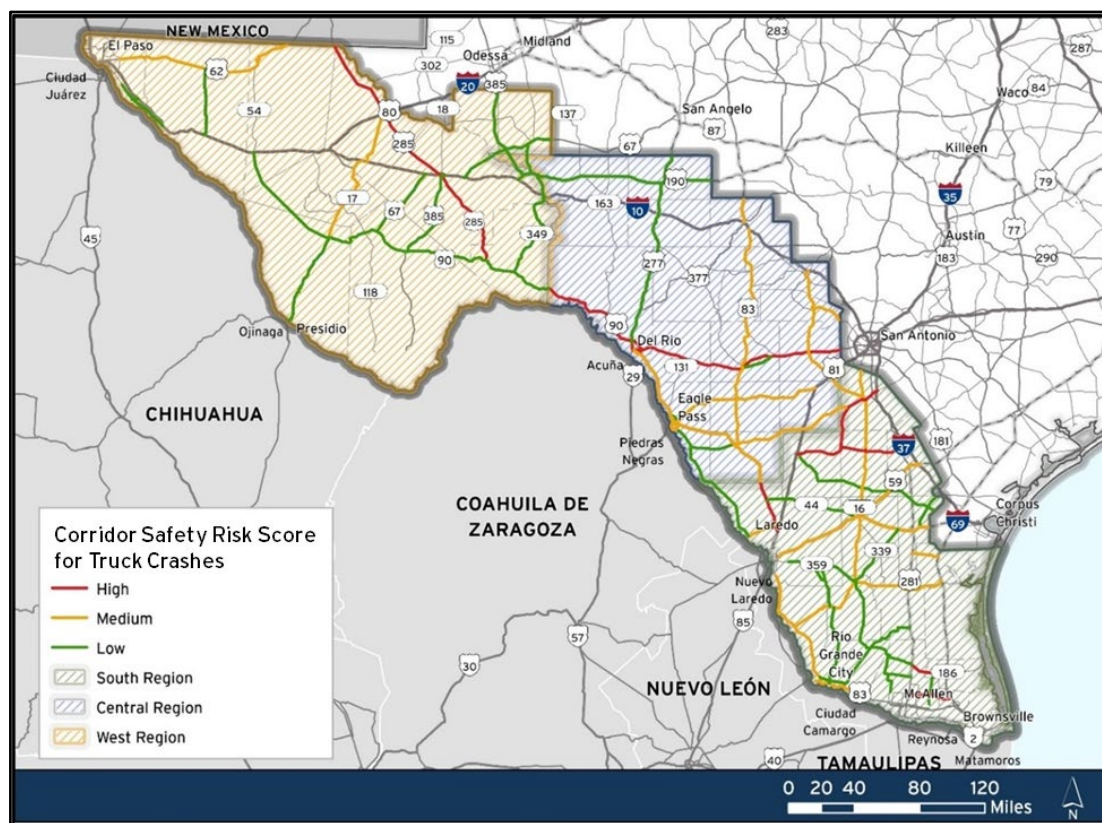 NEW MEXICO
El Paso
Ciudad
Juárez
62
54
115
302
Odessa
Midland
20
385
18
80
137
283
287
84
Waco
San Angelo
87
67
285
17
67
385
285
349
90
118
45
Ojinaga
Presidio
190
163
10
277
377
83
90
Del Rio
Acuña
131
29
Eagle
Pass
Piedras
Negras
81
San Antonio
Killeen
79
35
77
Austin
183
290
37
181
59
44
16
Corpus
Christi
69
Laredo
359
339
281
Nuevo
Laredo
85
Rio
Grande
City
186
83
McAllen
Brownsville
Ciudad
Camargo
Reynosa
2
Matamoros
40
57
30
CHIHUAHUA
COAHUILA DE
ZARAGOZA
NUEVO LEÓN
TAMAULIPAS
Corridor Safety Risk Score
for Truck Crashes
High
Medium
Low
South Region
Central Region
West Region
0 20 40 80 120
Miles
N